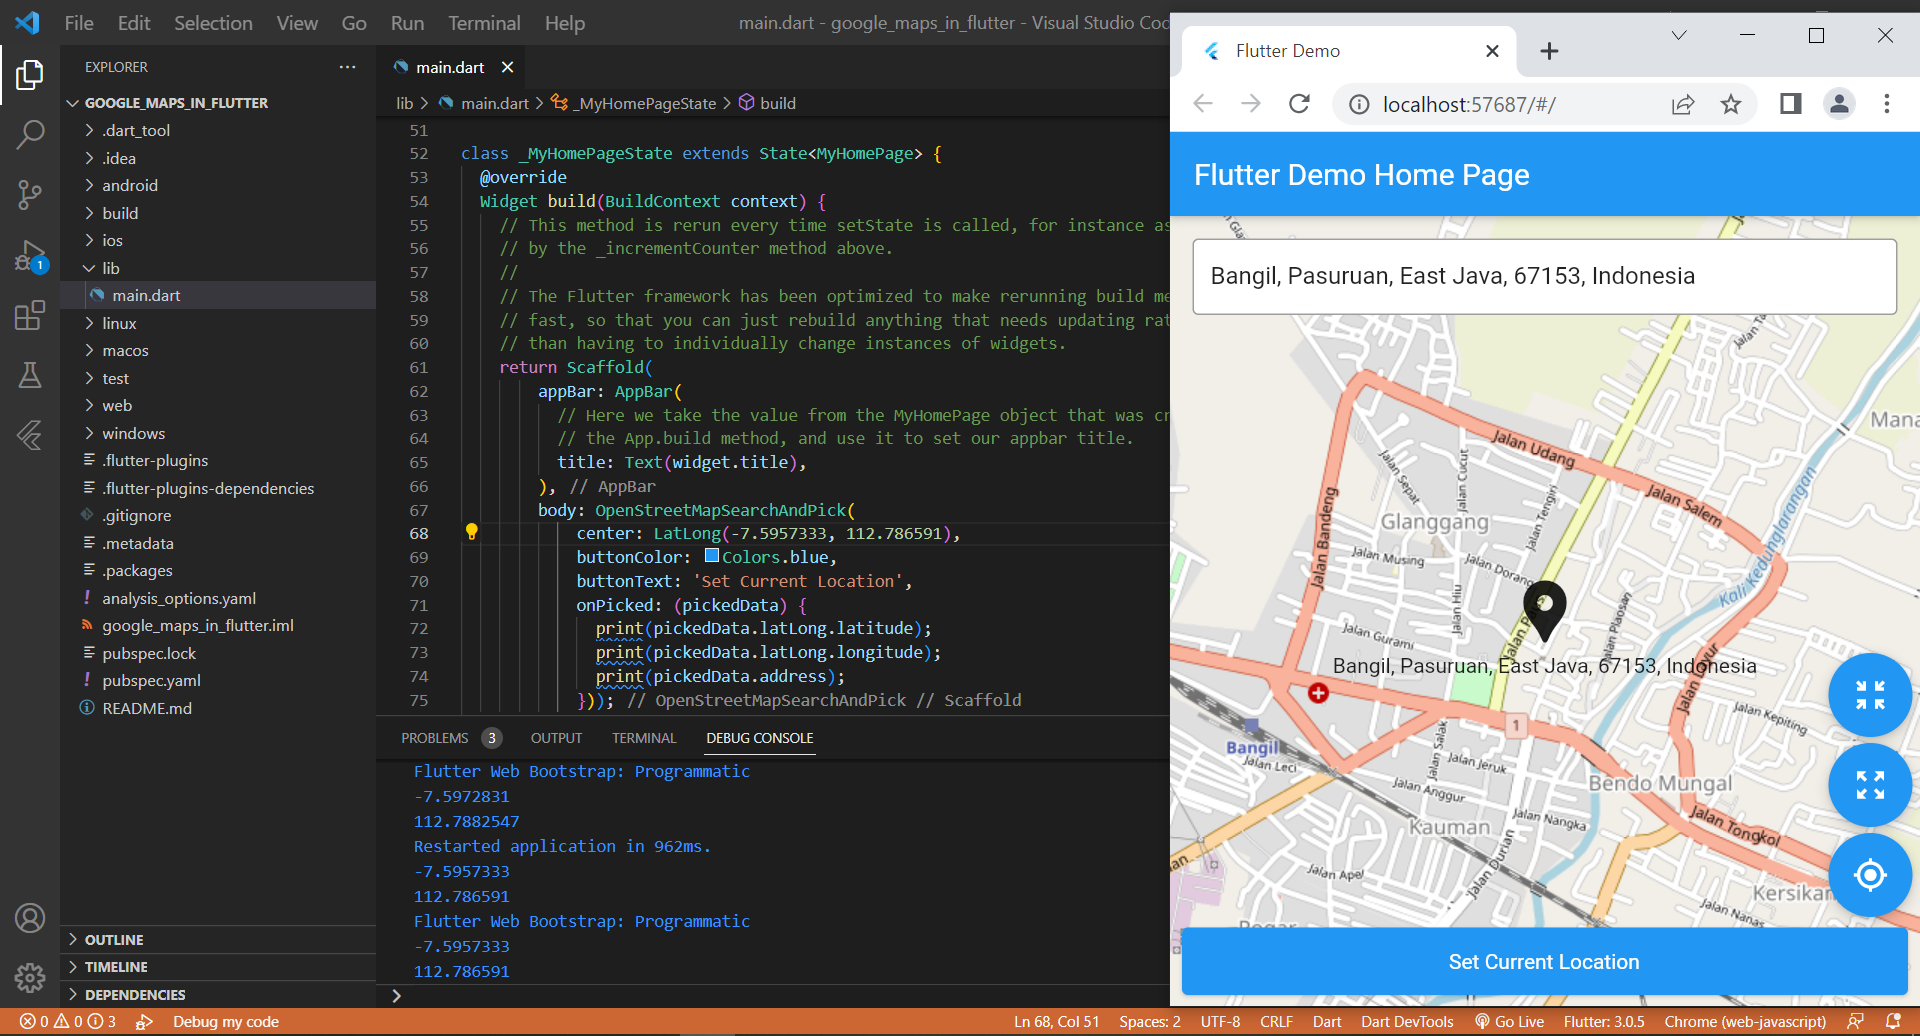 File Edit Selection View Go Run Terminal Help
main.dart - google_maps_in_flutter - Visual Studio Cod
EXPLORER
GOOGLE_MAPS_IN_FLUTTER
.dart_tool
.idea
android
build
ios
lib
main.dart
linux
macos
test
web
windows
.flutter-plugins
.flutter-plugins-dependencies
.gitignore
.metadata
.packages
analysis_options.yaml
google_maps_in_flutter.iml
pubspec.lock
pubspec.yaml
README.md
OUTLINE
TIMELINE
DEPENDENCIES
1
main.dart
lib > main.dart > _MyHomePageState > build
51
52 class _MyHomePageState extends State<MyHomePage> {
53 @override
54 Widget build(BuildContext context) {
55 // This method is rerun every time setState is called, for instance as
56 // by the _incrementCounter method above.
57 //
58 // The Flutter framework has been optimized to make rerunning build me
59 // fast, so that you can just rebuild anything that needs updating rat
60 // than having to individually change instances of widgets.
61 return Scaffold(
62 appBar: AppBar(
63 // Here we take the value from the MyHomePage object that was cr
64 // the App.build method, and use it to set our appbar title.
65 title: Text(widget.title),
66 ), // AppBar
67 body: OpenStreetMapSearchAndPick(
68 center: LatLong(-7.5957333, 112.786591),
69 buttonColor: Colors.blue,
70 buttonText: 'Set Current Location',
71 onPicked: (pickedData) {
72 print(pickedData.latLong.latitude);
73 print(pickedData.latLong.longitude);
74 print(pickedData.address);
75 })); // OpenStreetMapSearchAndPick // Scaffold
PROBLEMS 3 OUTPUT TERMINAL DEBUG CONSOLE
Flutter Web Bootstrap: Programmatic
-7.5972831
112.7882547
Restarted application in 962ms.
-7.5957333
112.786591
Flutter Web Bootstrap: Programmatic
-7.5957333
112.786591
>
Flutter Demo
localhost:57687/#/
Flutter Demo Home Page
Bangil, Pasuruan, East Java, 67153, Indonesia
Mana
Jalan Udang
Jalan Cucut
Jalan Sepat
Jalan Salem
Jalan Tengiri
Jalan Bandeng
Glanggang
Kali Kedunglarangan
Jalan Musing
Jalan Dorang
Jalan Hiu
Jalan Plaosan
Jalan Gurami
Bangil, Pasuruan, East Java, 67153, Indonesia
Jalan Layur
Jalan Kepiting
1
Bangil
Jalan Salak
Jalan Leci
Jalan Jeruk
Bendo Mungal
Jalan Anggur
Jalan Nangka
Jalan Tongkol
Kauman
Jalan Durian
Jalan Apel
Kersikan
Jalan Nanas
Set Current Location
0 0 3 Debug my code
Ln 68, Col 51 Spaces: 2 UTF-8 CRLF Dart Dart DevTools Go Live Flutter: 3.0.5 Chrome (web-javascript)